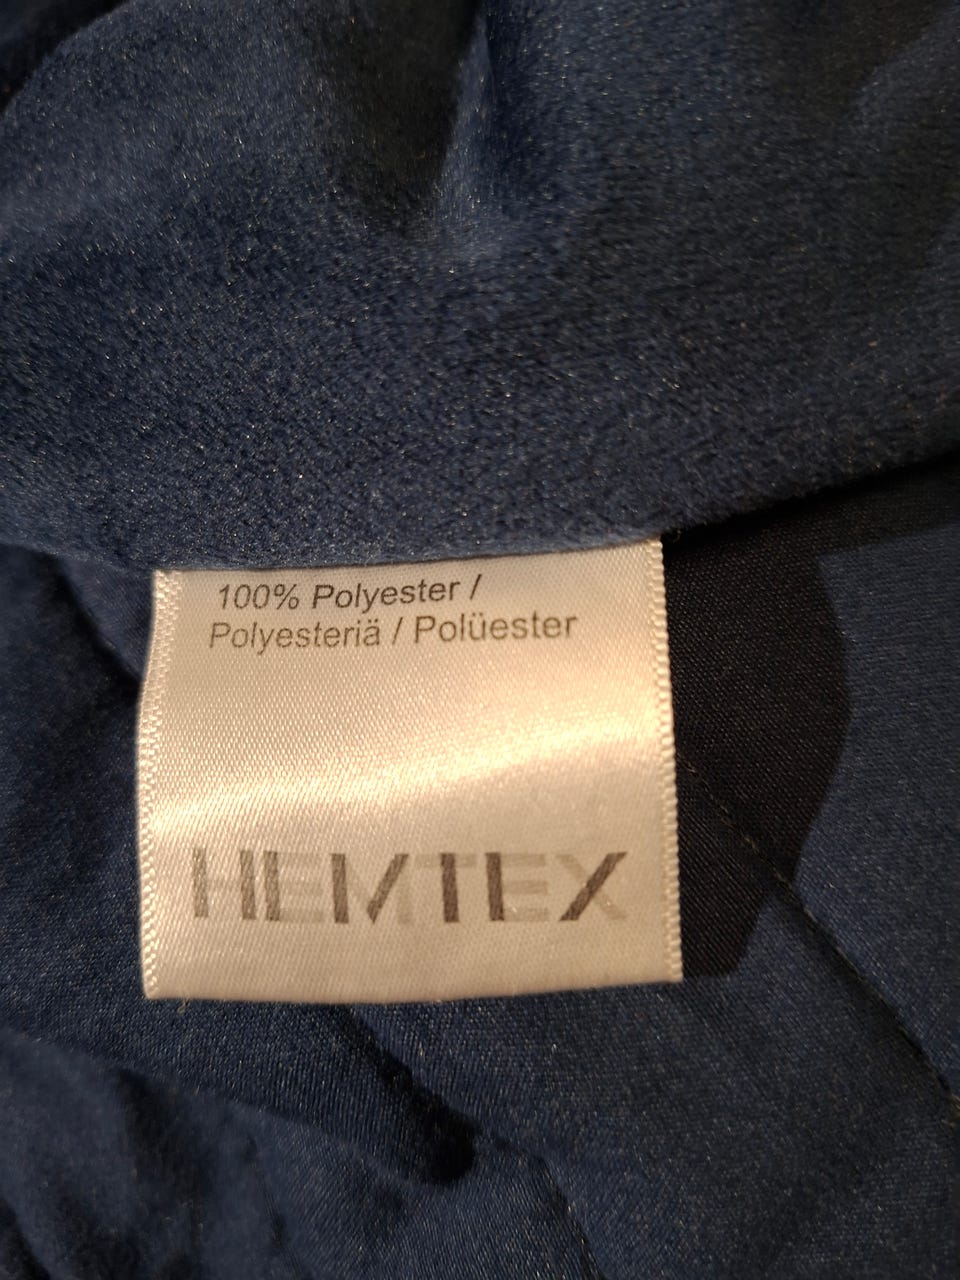 100% Polyester /
Polyesteriä / Polüester
HEMTEX